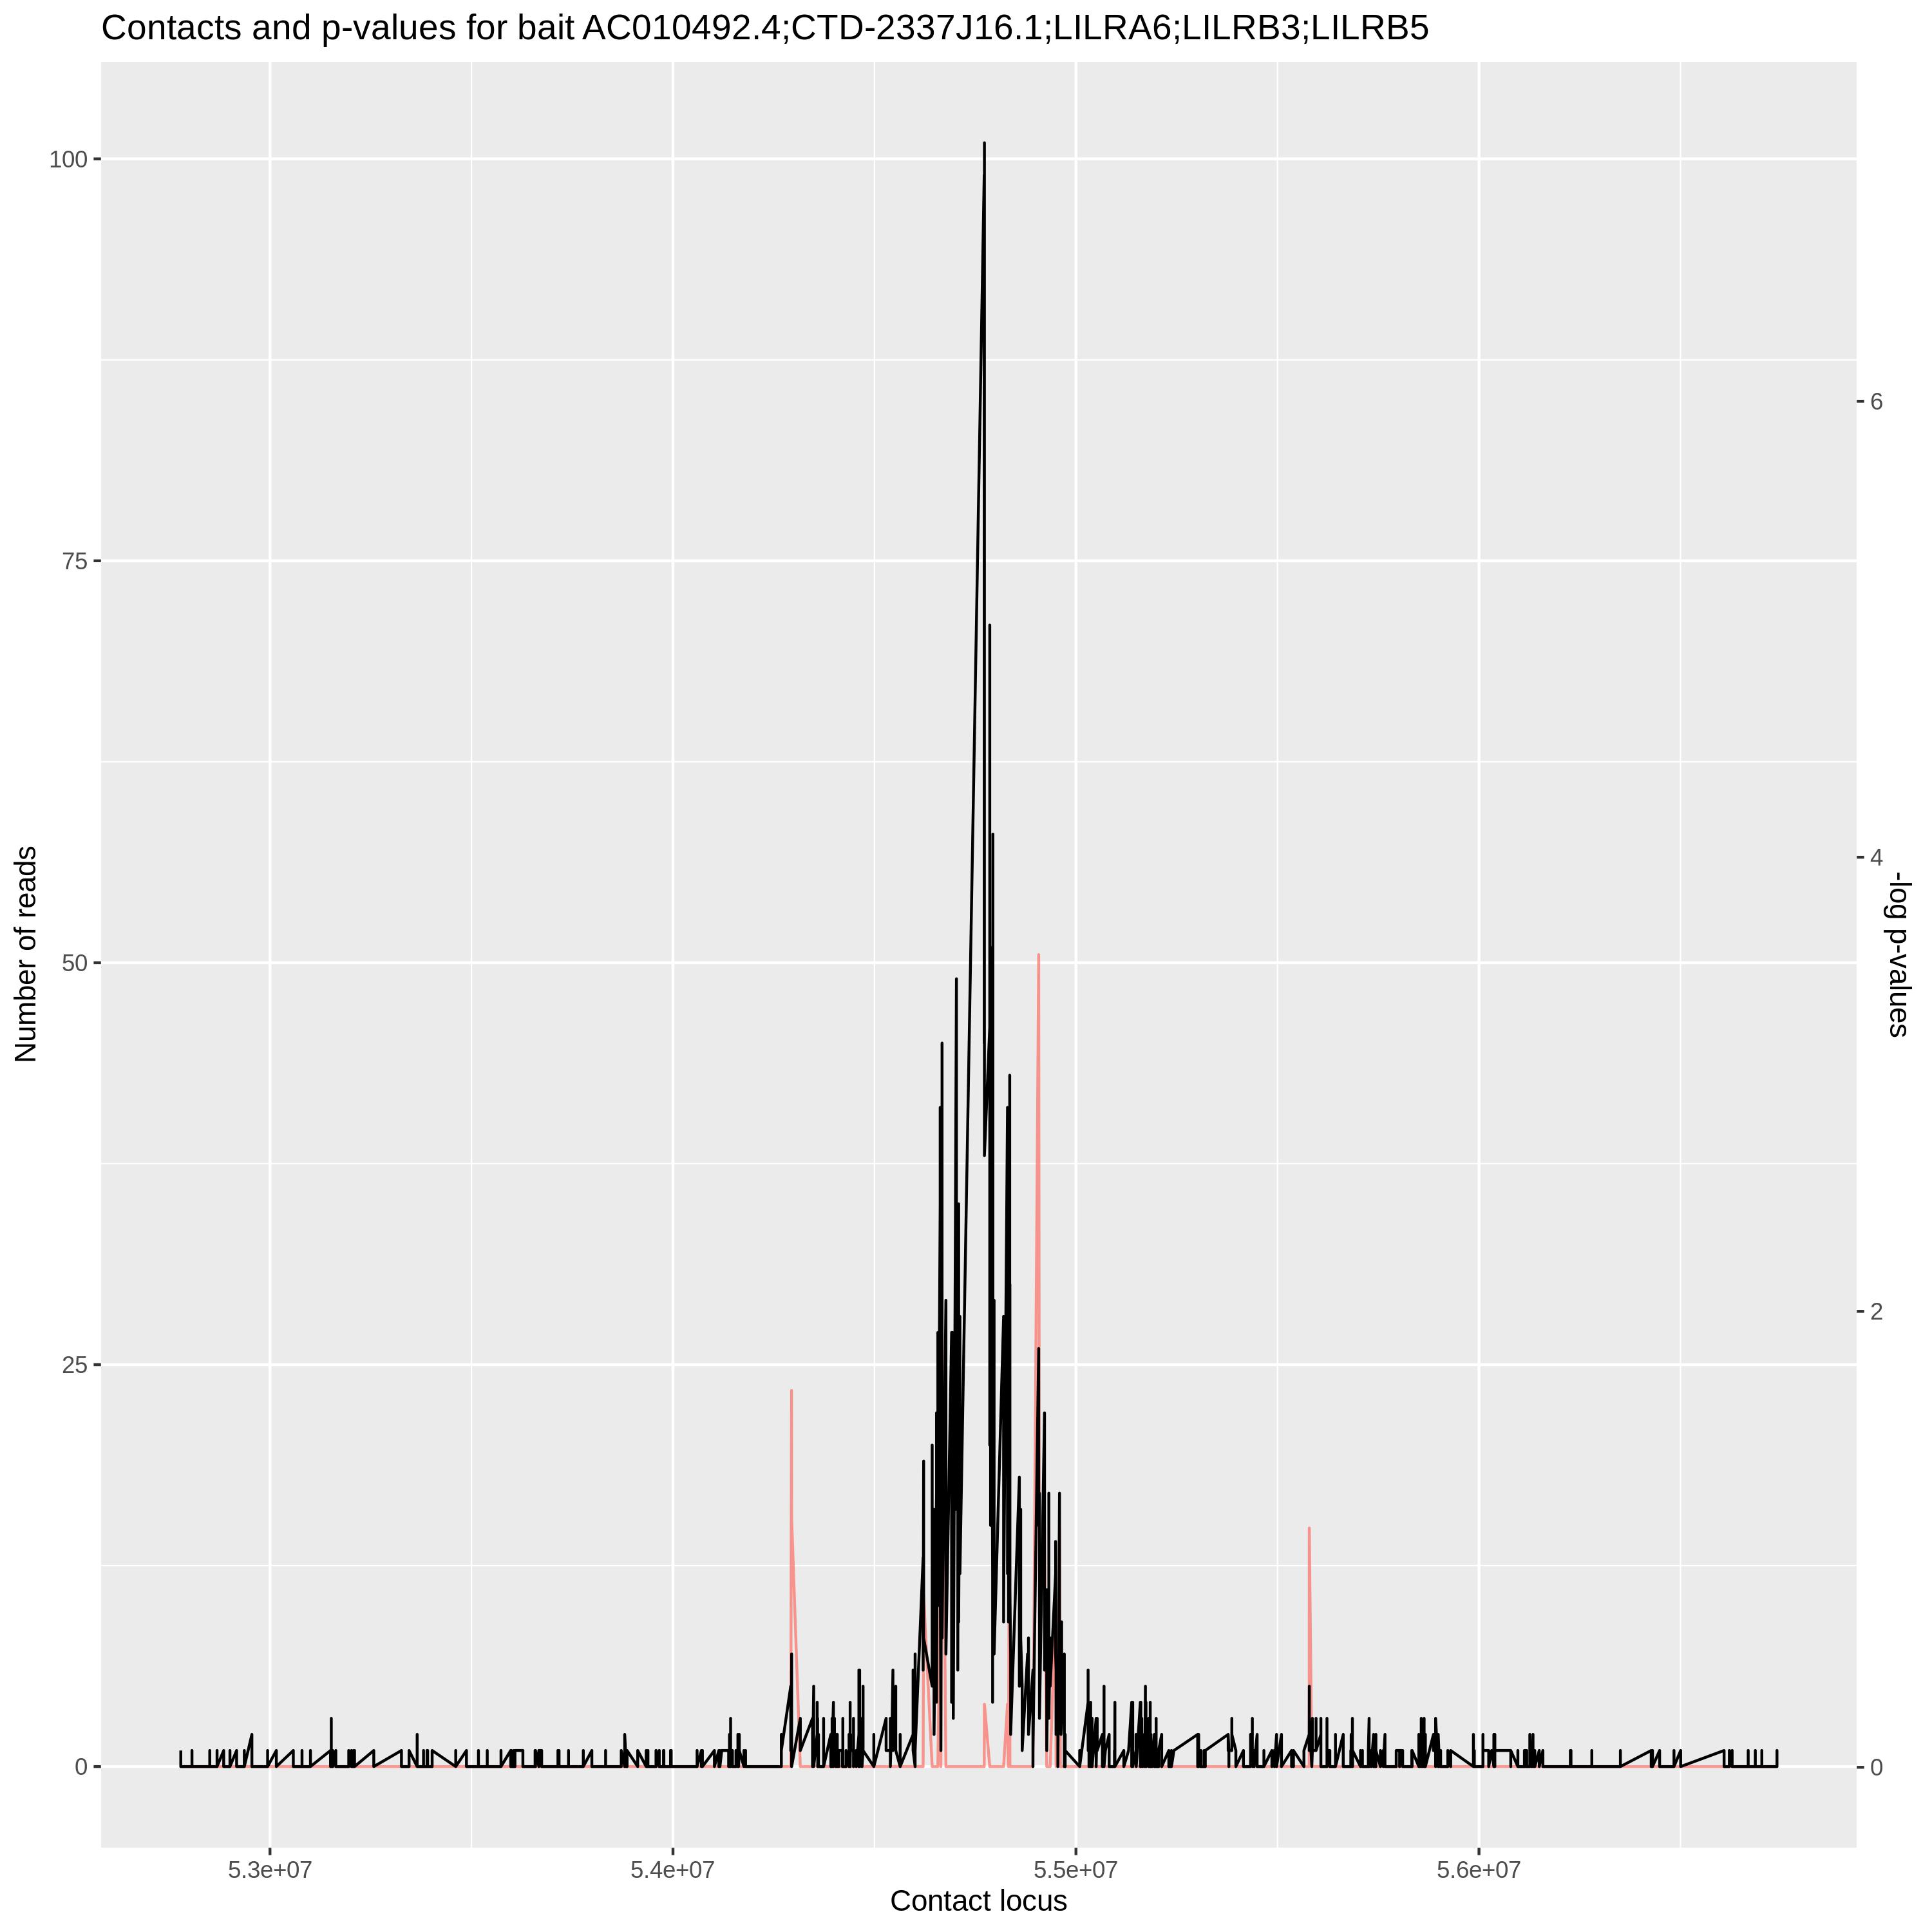 Contacts and p-values for bait AC010492.4;CTD-2337J16.1;LILRA6;LILRB3;LILRB5
100
75
50
25
0
Number of reads
6
4
2
0
-log p-values
5.3e+07
5.4e+07
5.5e+07
5.6e+07
Contact locus